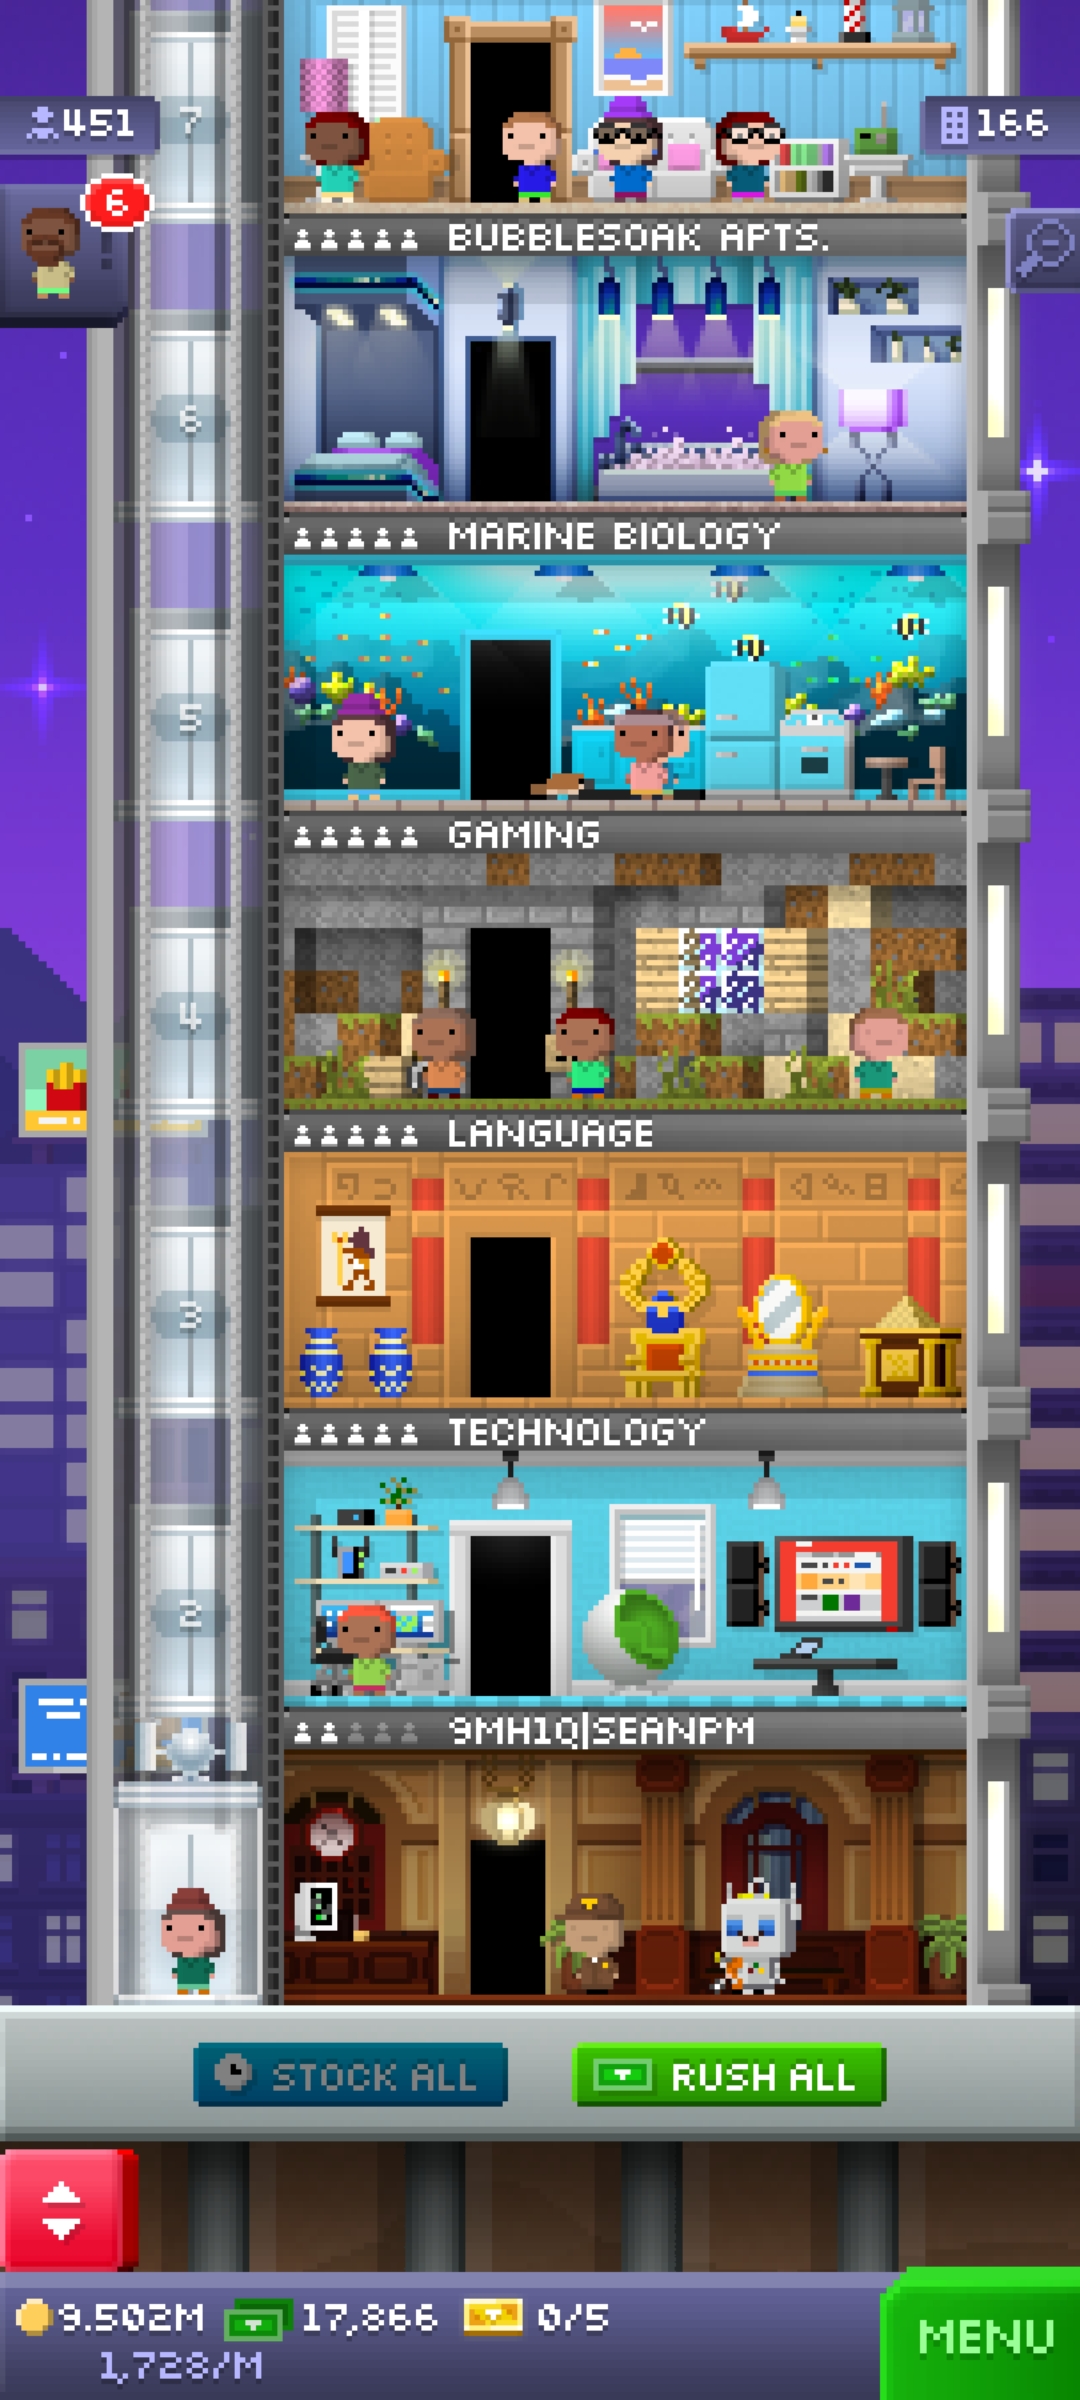 7
451
166
6
BUBBLESOAK APTS.
6
MARINE BIOLOGY
5
GAMING
4
LANGUAGE
3
TECHNOLOGY
2
9MH1Q|SEANPM
STOCK ALL
RUSH ALL
9.502M
17,866
0/5
1,728/M
MENU